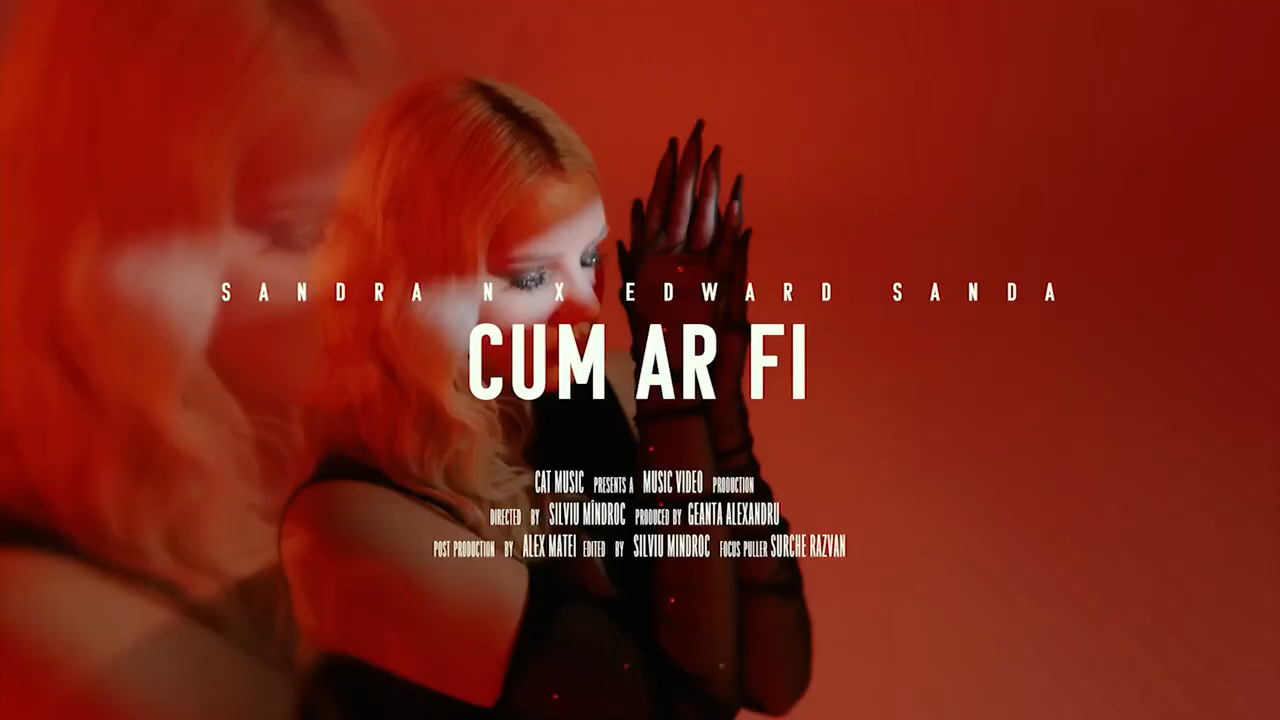 SANDRA N X EDWARD SANDA
CUM AR FI
CAT MUSIC PRESENTS A MUSIC VIDEO PRODUCTION
DIRECTED BY SILVIU MÎNDROC PRODUCED BY GEANTA ALEXANDRU
POST PRODUCTION BY ALEX MATEI EDITED BY SILVIU MINDROC FOCUS PULLER SURCHE RAZVAN